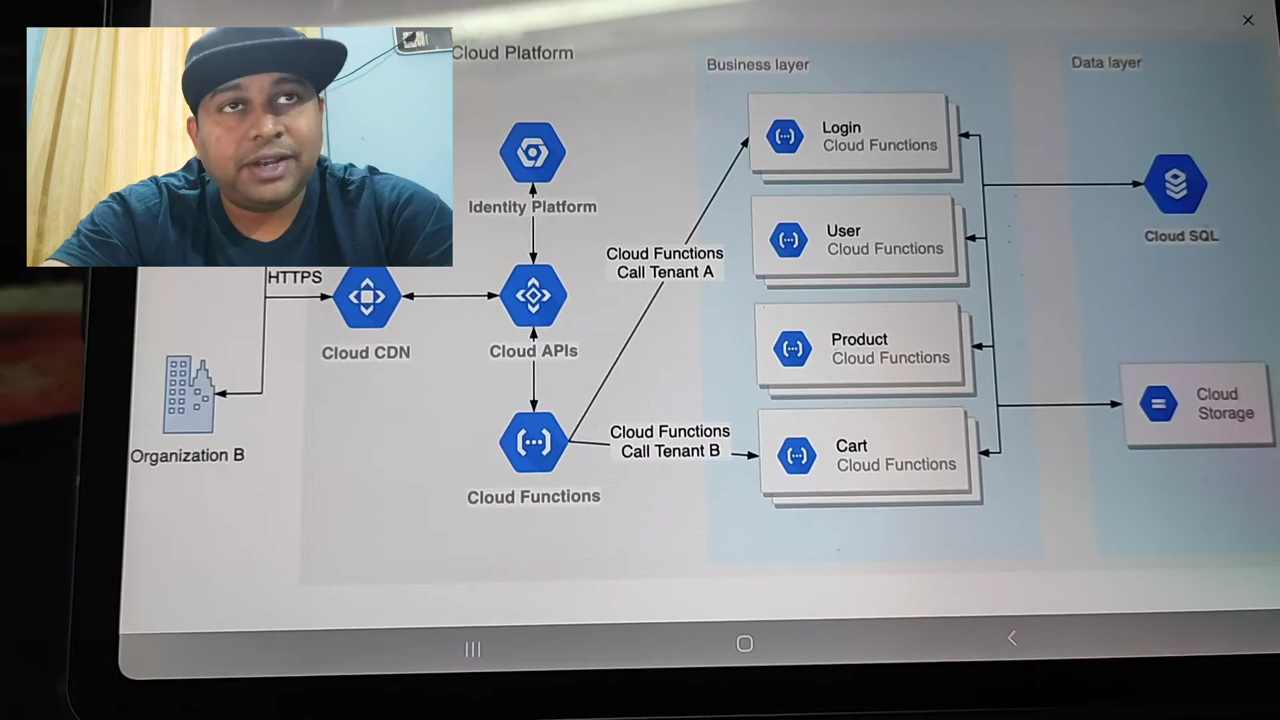 Cloud Platform
Business layer
Data layer
Login
Cloud Functions
Identity Platform
Cloud Functions
Call Tenant A
User
Cloud Functions
Cloud SQL
HTTPS
Cloud CDN
Cloud APIs
Product
Cloud Functions
Cloud
Storage
Organization B
Cloud Functions
Call Tenant B
Cart
Cloud Functions
Cloud Functions